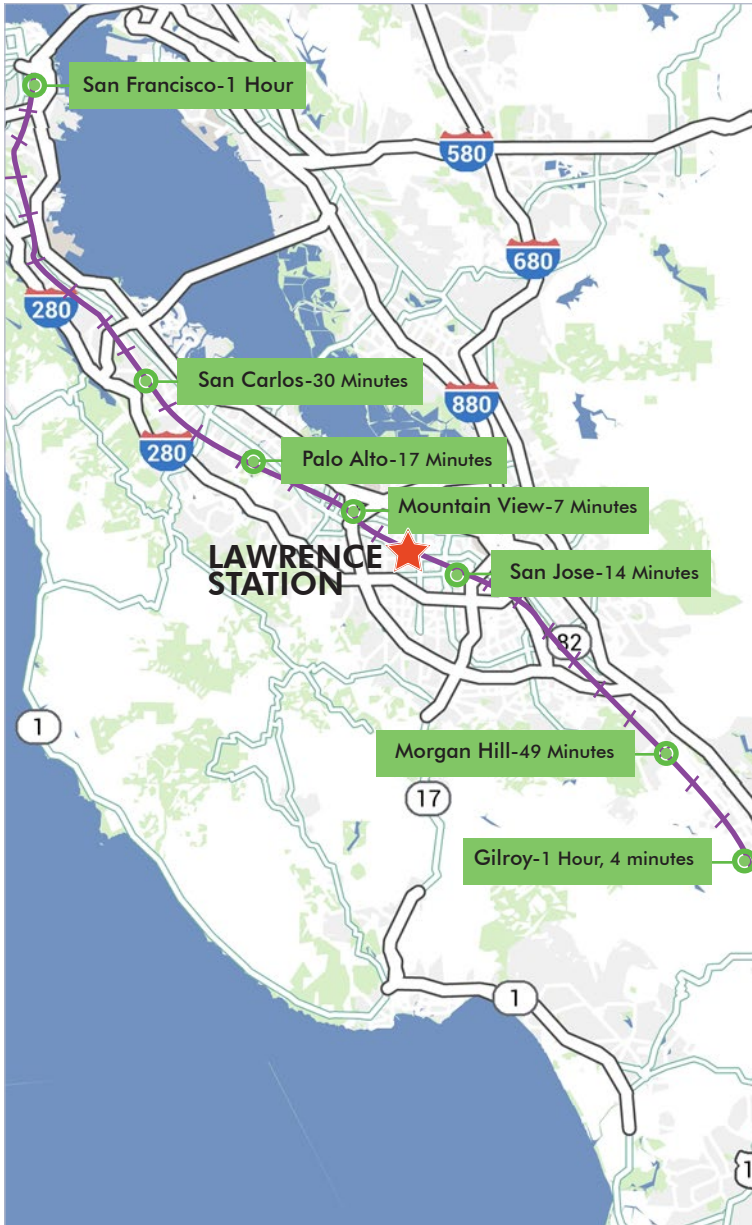 San Francisco-1 Hour
580
680
280
San Carlos-30 Minutes
880
280
Palo Alto-17 Minutes
Mountain View-7 Minutes
LAWRENCE
STATION
San Jose-14 Minutes
82
1
Morgan Hill-49 Minutes
17
Gilroy-1 Hour, 4 minutes
1
1